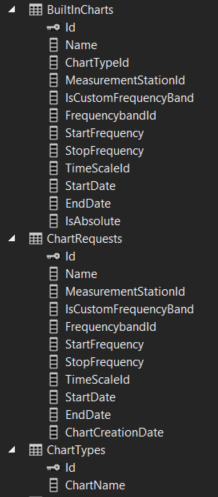 BuiltInCharts
Id
Name
ChartTypeId
MeasurementStationId
IsCustomFrequencyBand
FrequencybandId
StartFrequency
StopFrequency
TimeScaleId
StartDate
EndDate
IsAbsolute
ChartRequests
Id
Name
MeasurementStationId
IsCustomFrequencyBand
FrequencybandId
StartFrequency
StopFrequency
TimeScaleId
StartDate
EndDate
ChartCreationDate
ChartTypes
Id
ChartName